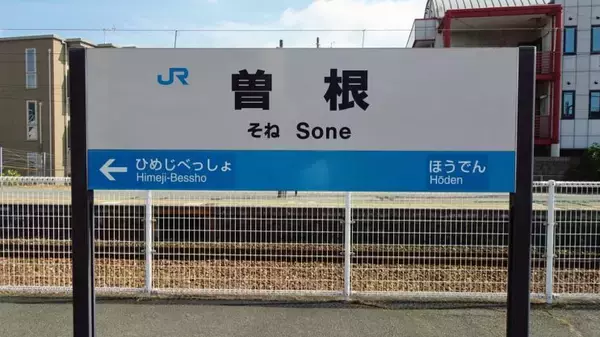 JR 曽根
そね Sone
← ひめじべっしょ ほうでん
Himeji-Bessho Hōden